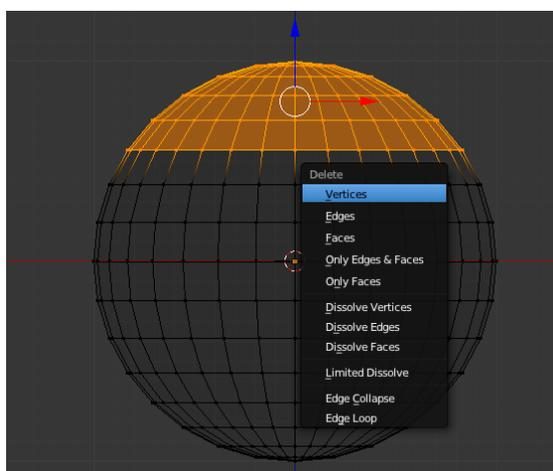 Delete
Vertices
Edges
Faces
Only Edges & Faces
Only Faces
Dissolve Vertices
Dissolve Edges
Dissolve Faces
Limited Dissolve
Edge Collapse
Edge Loop